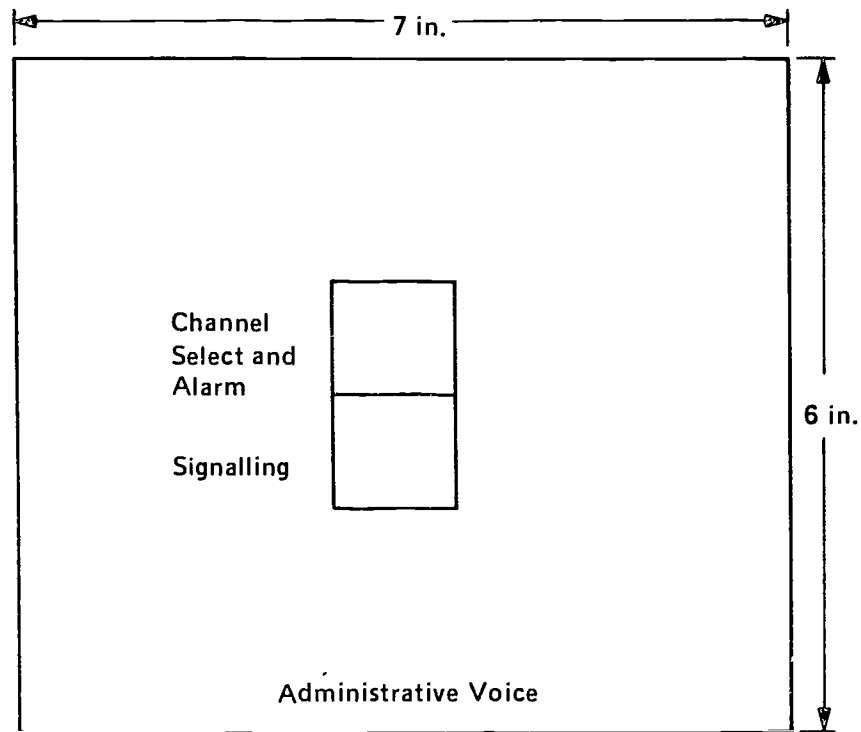 7 in.
Channel
Select and
Alarm
6 in.
Signalling
Administrative Voice